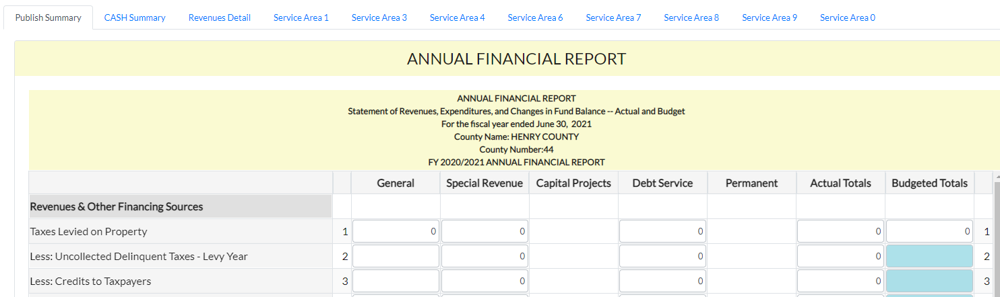 Publish Summary CASH Summary Revenues Detail Service Area 1 Service Area 3 Service Area 4 Service Area 6 Service Area 7 Service Area 8 Service Area 9 Service Area 0
ANNUAL FINANCIAL REPORT
ANNUAL FINANCIAL REPORT
Statement of Revenues, Expenditures, and Changes in Fund Balance -- Actual and Budget
For the fiscal year ended June 30, 2021
County Name: HENRY COUNTY
County Number:44
FY 2020/2021 ANNUAL FINANCIAL REPORT
General Special Revenue Capital Projects Debt Service Permanent Actual Totals Budgeted Totals
Revenues & Other Financing Sources
Taxes Levied on Property 1 0 0 0 0 0 1
Less: Uncollected Delinquent Taxes - Levy Year 2 0 0 0 2
Less: Credits to Taxpayers 3 0 0 0 3